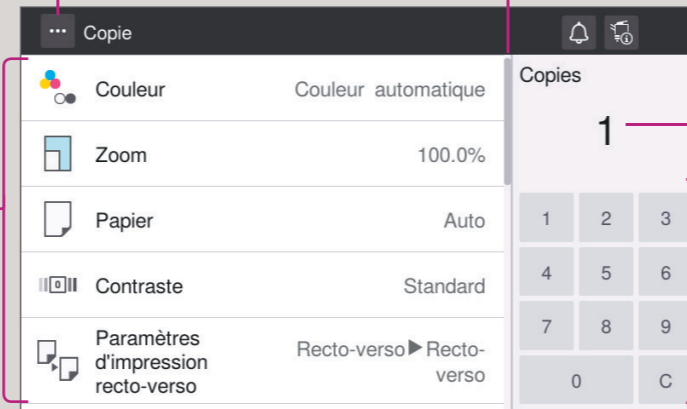 ··· Copie
Couleur Couleur automatique
Zoom 100.0%
Papier Auto
0 Contraste Standard
Paramètres
d'impression
recto-verso
Recto-verso▶Recto-
verso
Copies
1
1 2 3
4 5 6
7 8 9
0 C